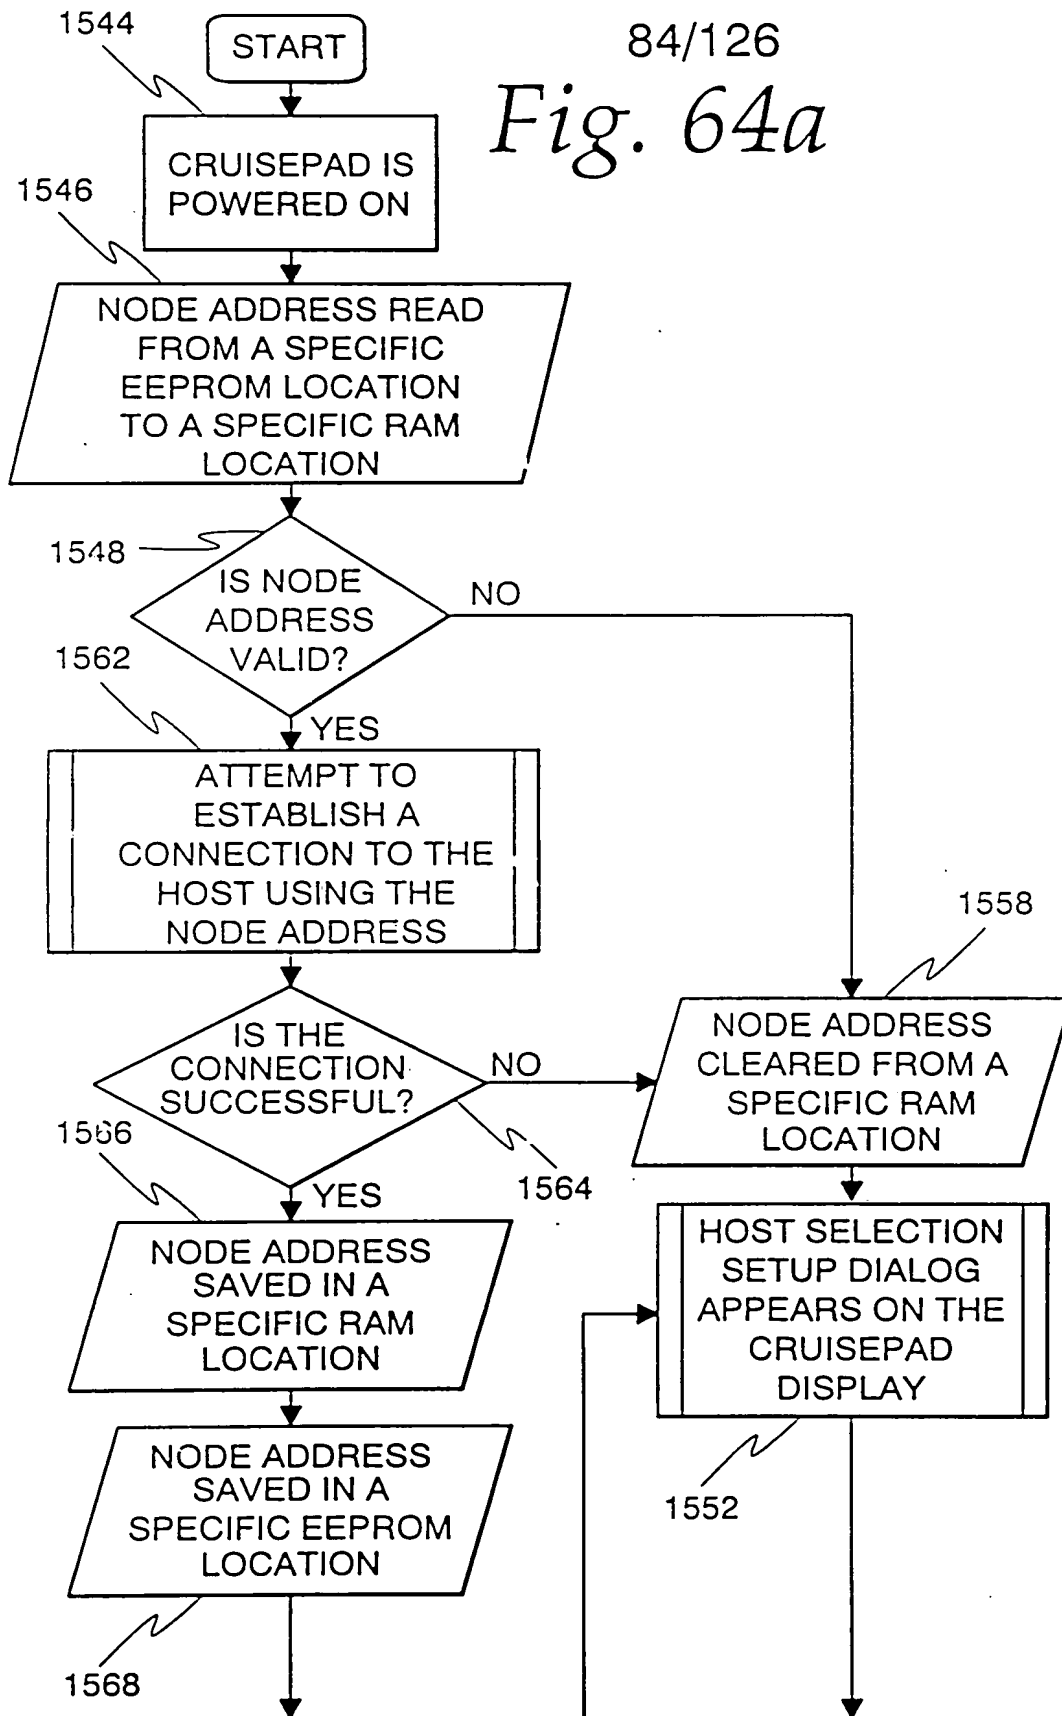 84/126
Fig. 64a
1544
START
CRUISEPAD IS
POWERED ON
1546
NODE ADDRESS READ
FROM A SPECIFIC
EEPROM LOCATION
TO A SPECIFIC RAM
LOCATION
1548
IS NODE
ADDRESS
VALID?
NO
YES
1562
ATTEMPT TO
ESTABLISH A
CONNECTION TO THE
HOST USING THE
NODE ADDRESS
IS THE
CONNECTION
SUCCESSFUL?
NO
1564
YES
1558
NODE ADDRESS
CLEARED FROM A
SPECIFIC RAM
LOCATION
1566
NODE ADDRESS
SAVED IN A
SPECIFIC RAM
LOCATION
HOST SELECTION
SETUP DIALOG
APPEARS ON THE
CRUISEPAD
DISPLAY
1552
NODE ADDRESS
SAVED IN A
SPECIFIC EEPROM
LOCATION
1568